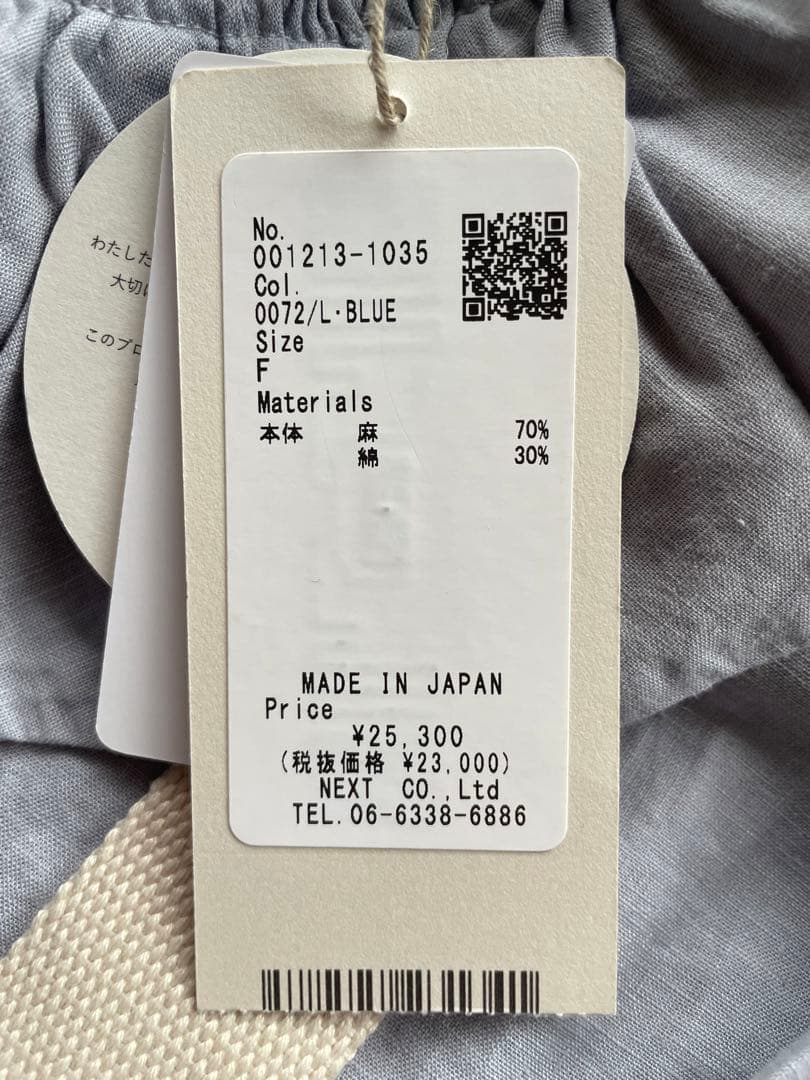 No.
001213-1035
Col.
0072/L·BLUE
Size
F
Materials
本体 麻 70%
綿 30%
MADE IN JAPAN
Price
¥25,300
(税抜価格 ¥23,000)
NEXT CO.,Ltd
TEL.06-6338-6886
わたした
大切に
このプロ